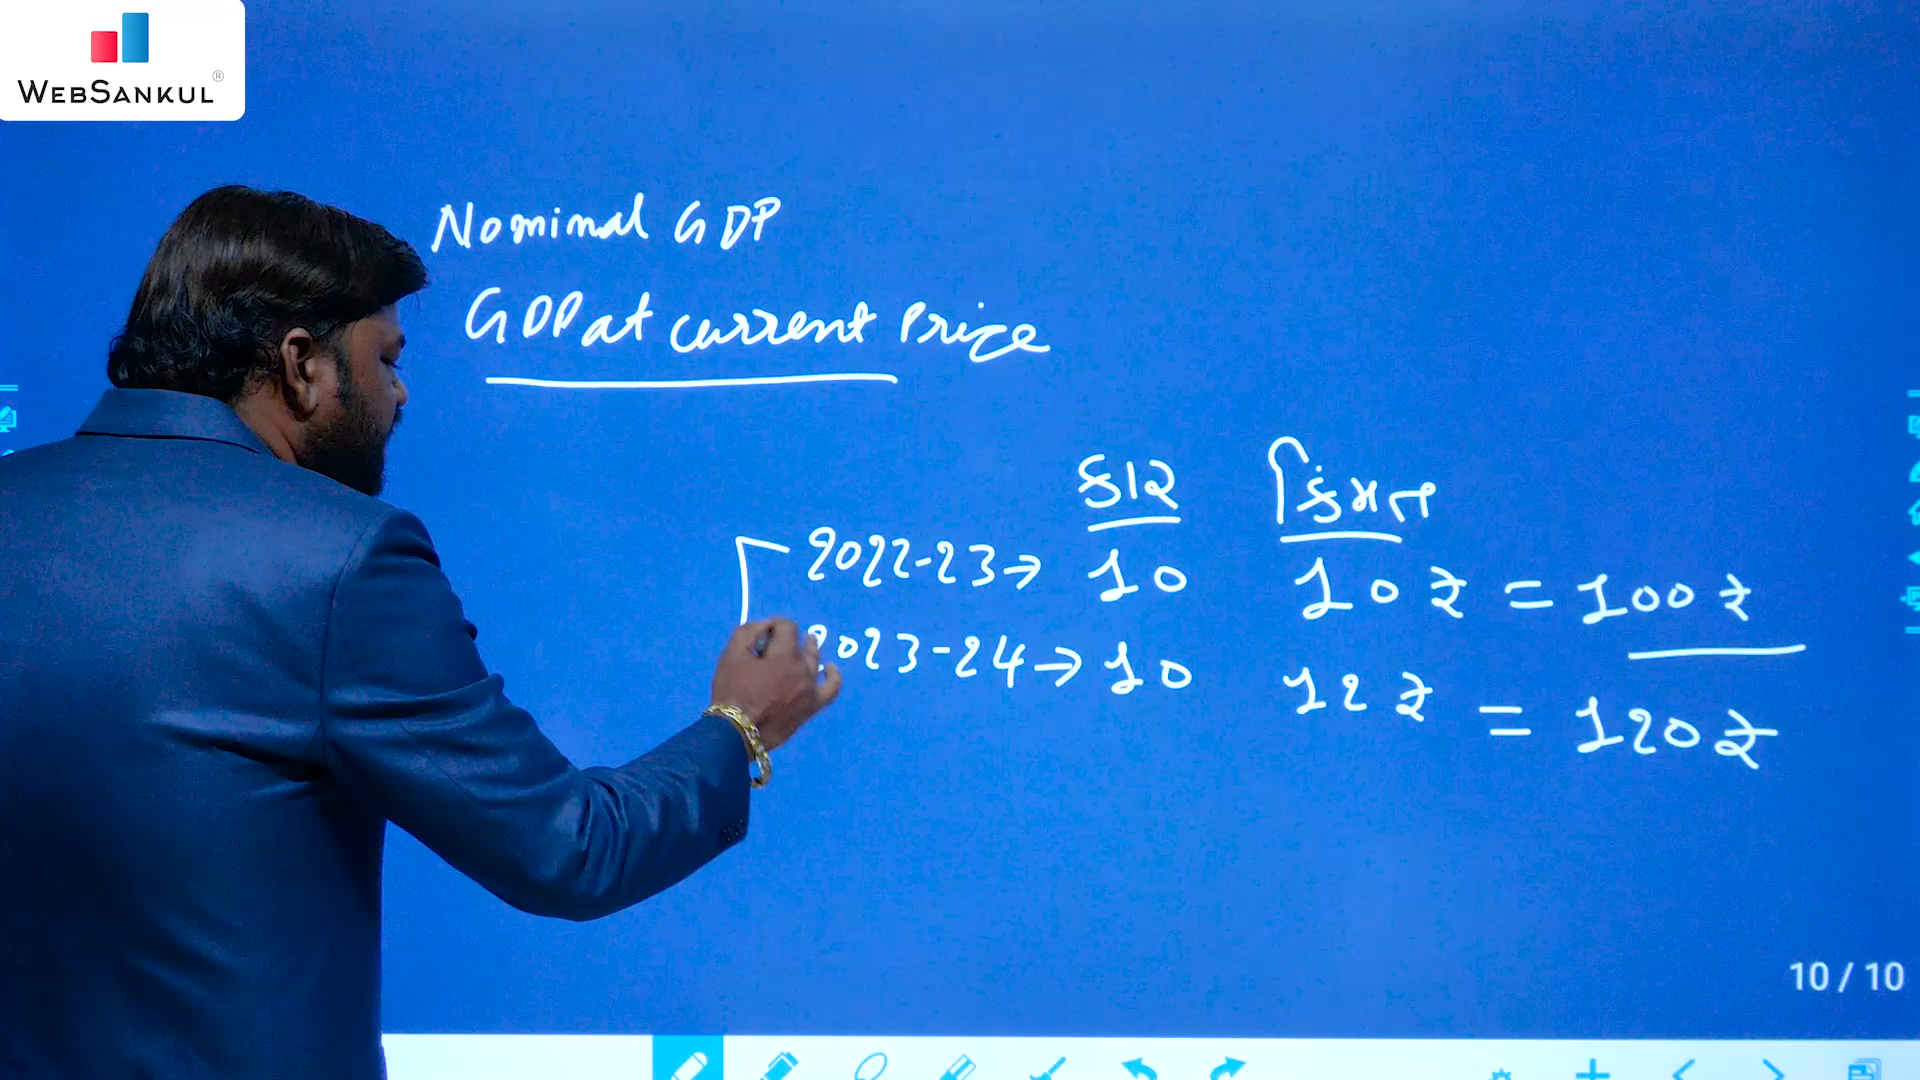 WEBSANKUL®
Nominal GDP
GDP at current Price
કાર કિંમત
2022-23→ 10 10 ₹ = 100 ₹
2023-24→ 10 12 ₹ = 120 ₹
10 / 10